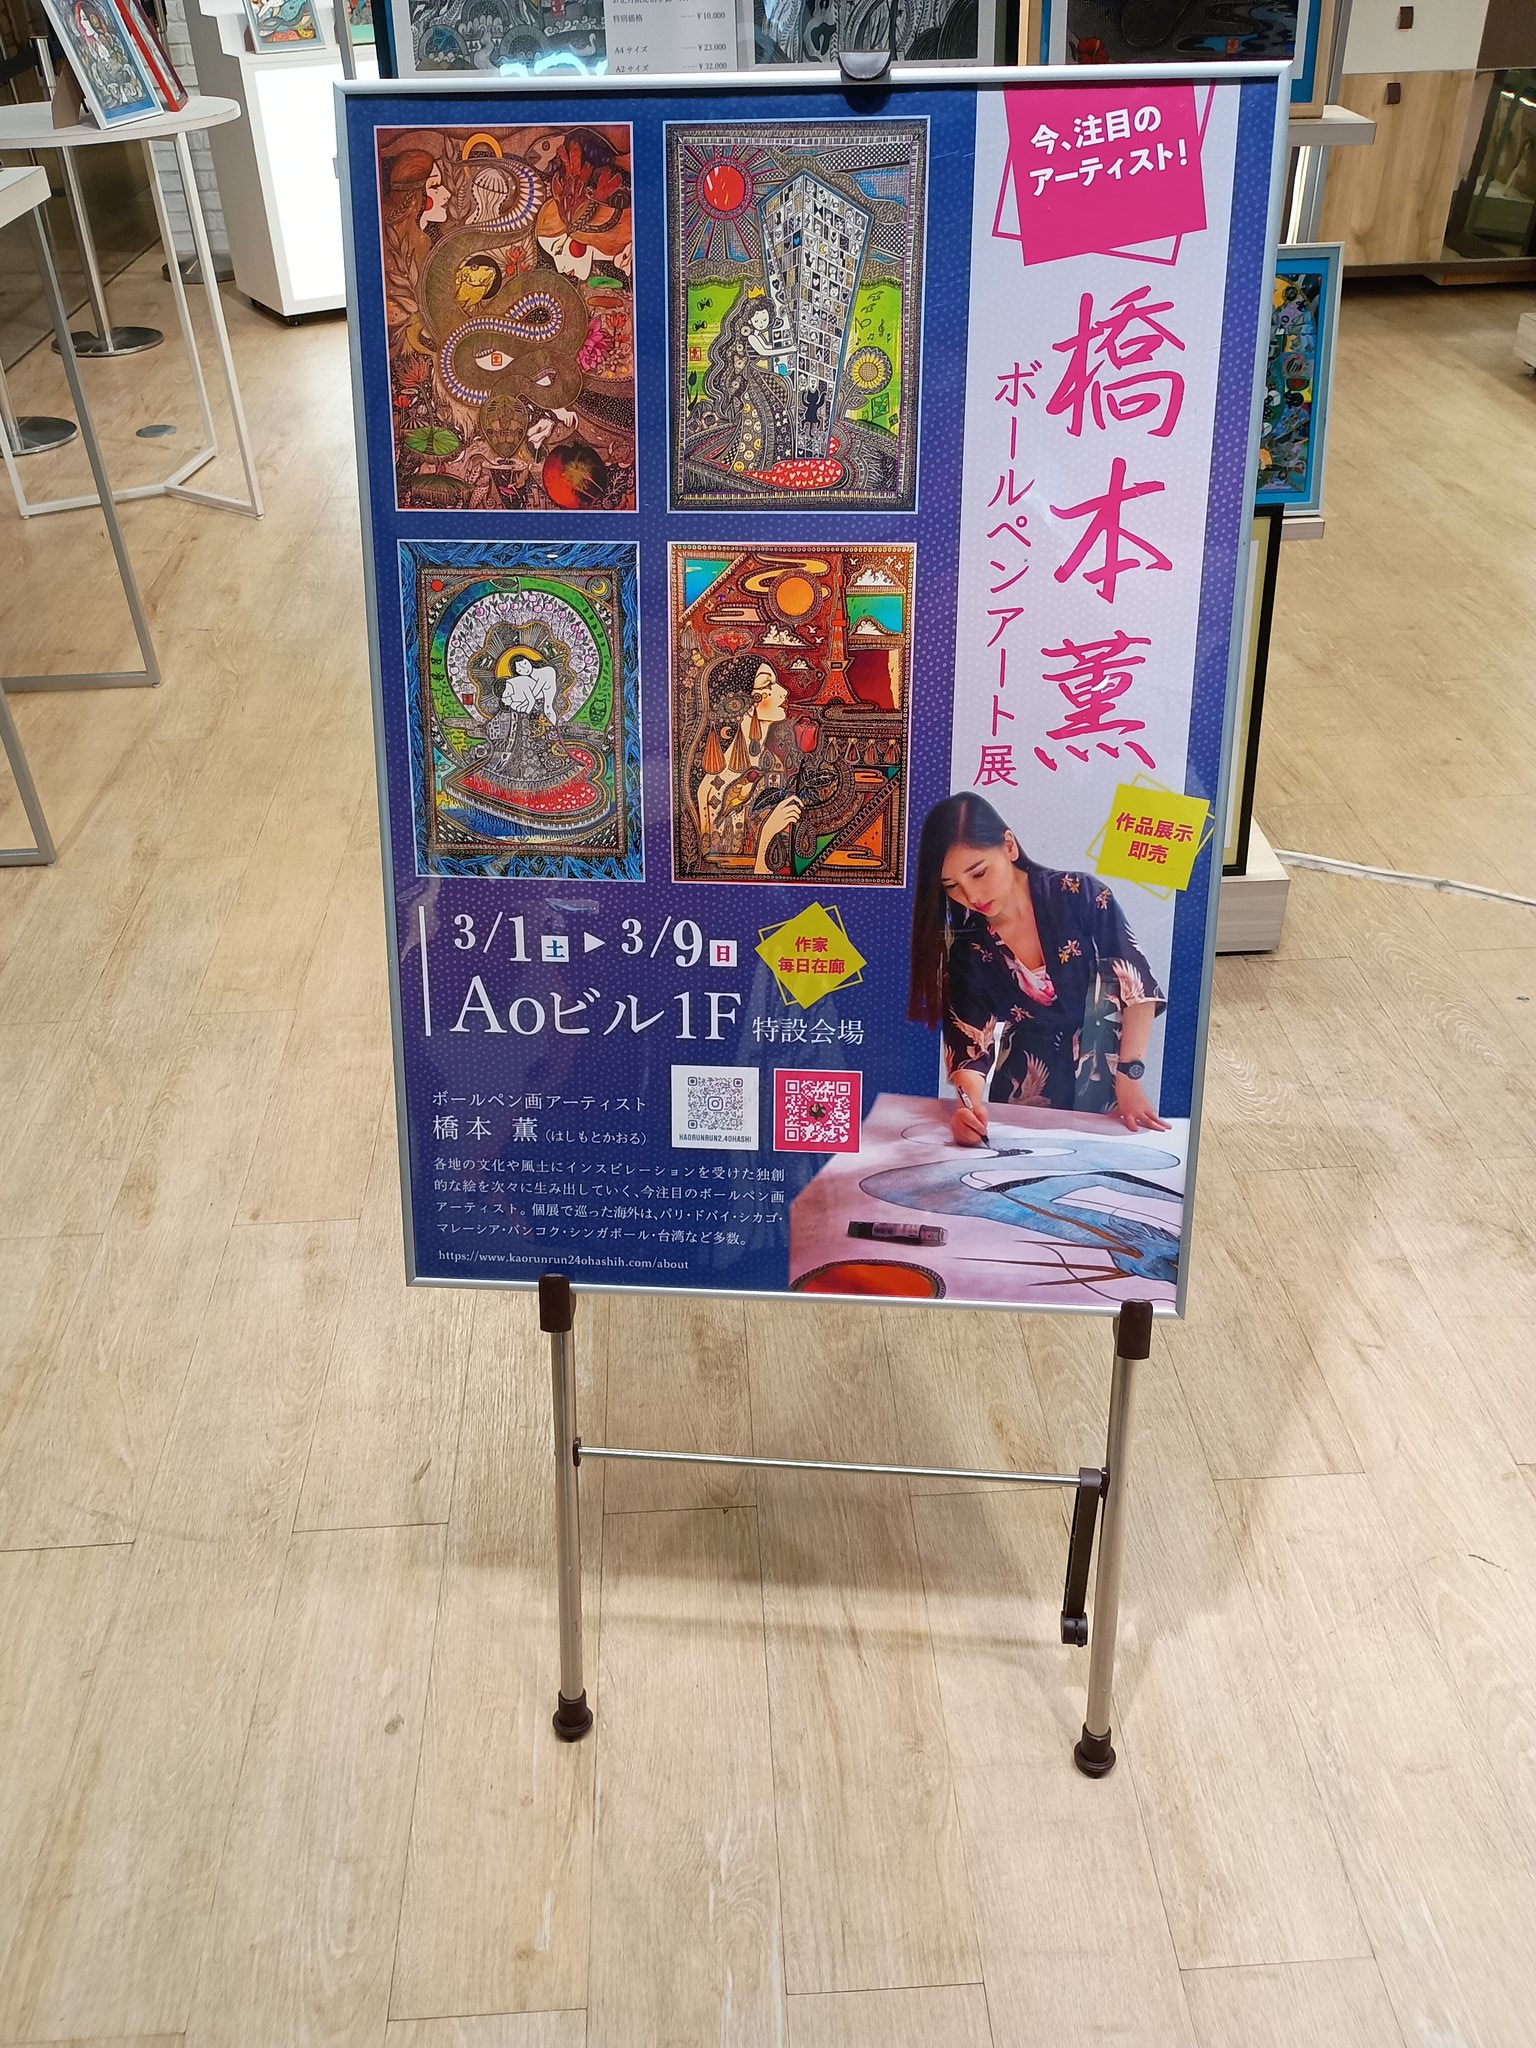 特別価格 ……¥10,000
A4サイズ ……¥23,000
A2サイズ ……¥32,000
今、注目の
アーティスト!
橋本薫
ボールペンアート展
作品展示
即売
3/1土▶3/9日
作家
毎日在廊
Aoビル1F 特設会場
ボールペン画アーティスト
橋本 薫(はしもとかおる)
KAORUNRUN2.4OHASHI
各地の文化や風土にインスピレーションを受けた独創
的な絵を次々に生み出していく、今注目のボールペン画
アーティスト。個展で巡った海外は、パリ・ドバイ・シカゴ・
マレーシア・バンコク・シンガポール・台湾など多数。
https://www.kaorunrun24ohashih.com/about